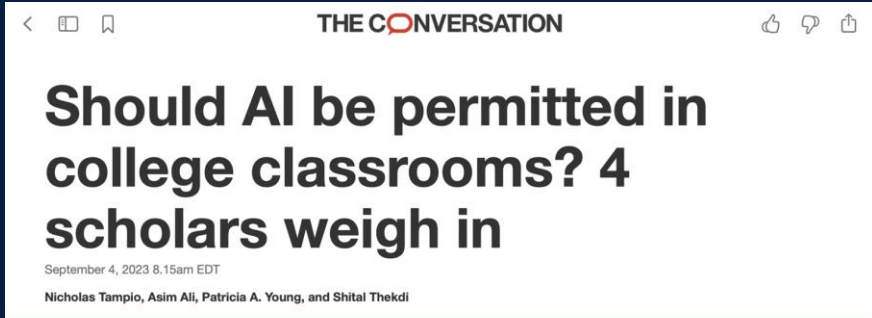 THE CONVERSATION
Should AI be permitted in
college classrooms? 4
scholars weigh in
September 4, 2023 8.15am EDT
Nicholas Tampio, Asim Ali, Patricia A. Young, and Shital Thekdi